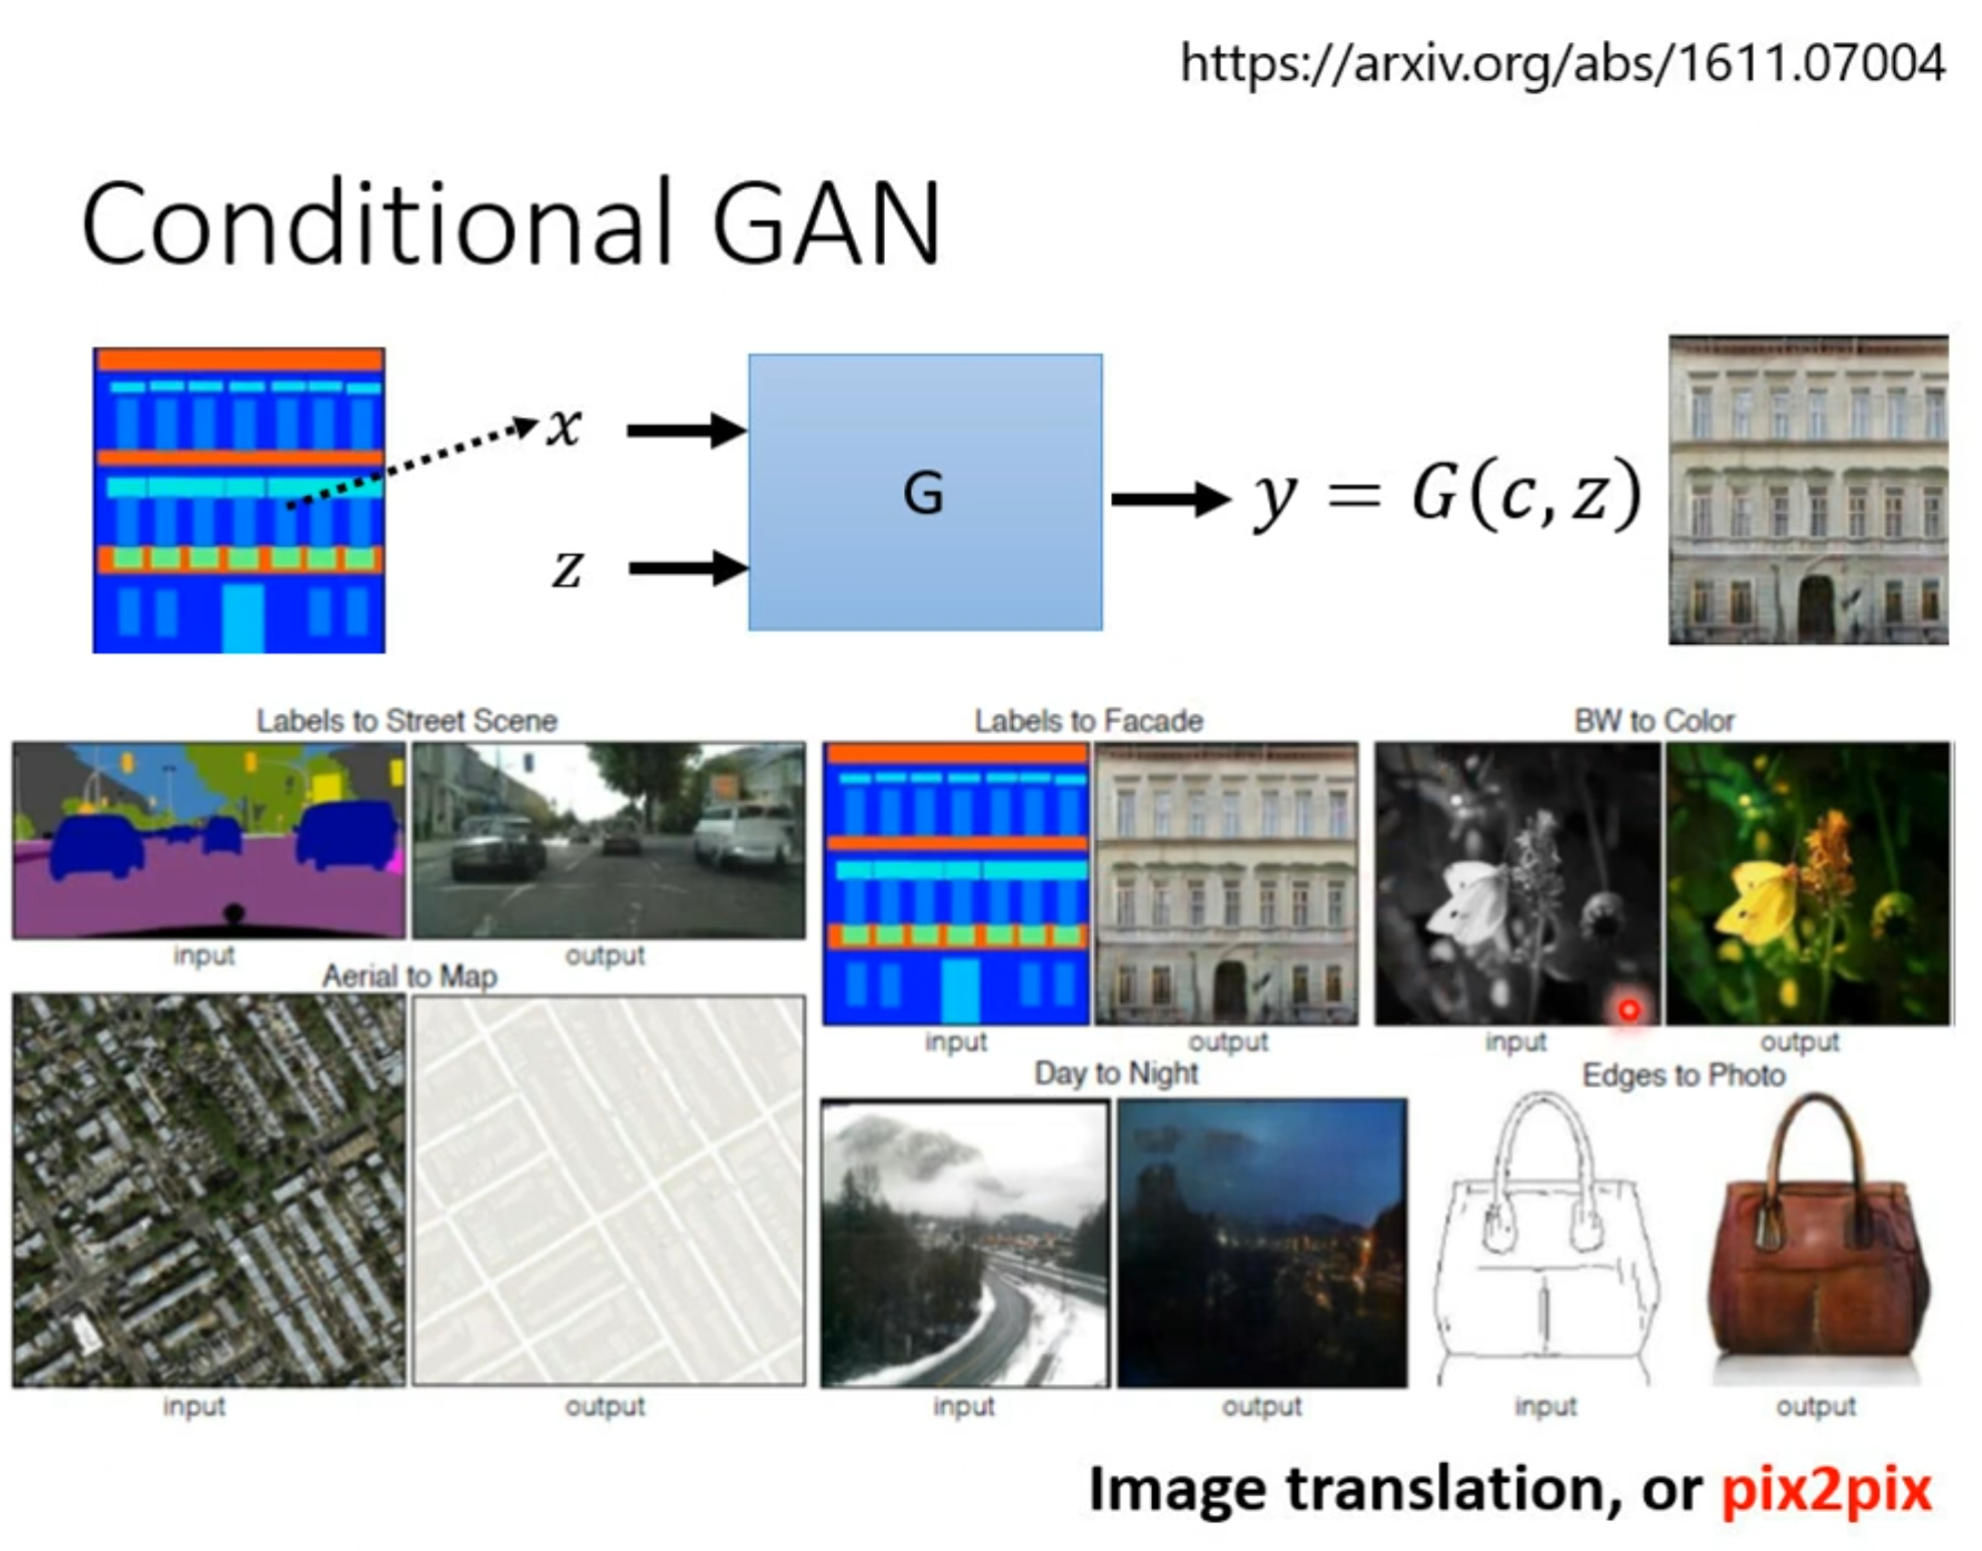 https://arxiv.org/abs/1611.07004
Conditional GAN
x
z
G
y = G(c, z)
Labels to Street Scene
input
output
Aerial to Map
input
output
Labels to Facade
input
output
BW to Color
input
output
Day to Night
input
output
Edges to Photo
input
output
Image translation, or pix2pix